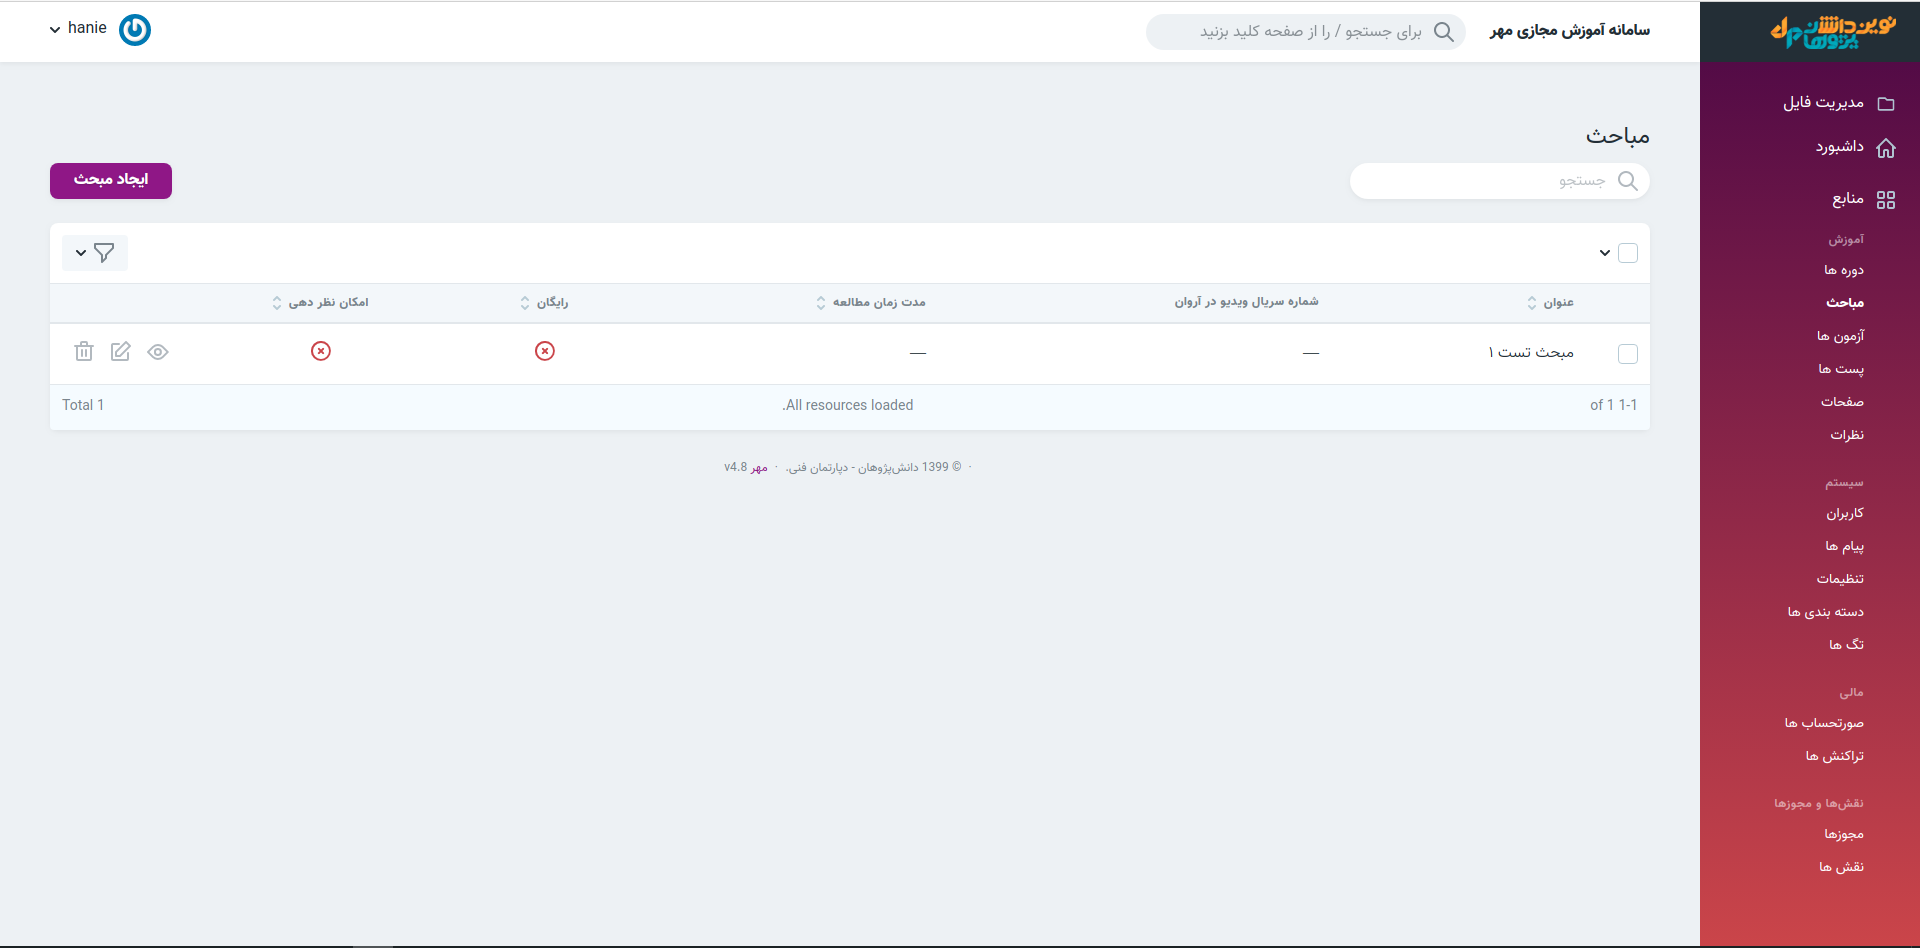 نوین دانش پژوهان
سامانه آموزش مجازی مهر
برای جستجو / را از صفحه کلید بزنید
hanie
مدیریت فایل
داشبورد
منابع
آموزش
دوره ها
مباحث
آزمون ها
پست ها
صفحات
نظرات
سیستم
کاربران
پیام ها
تنظیمات
دسته بندی ها
تگ ها
مالی
صورتحساب ها
تراکنش ها
نقش‌ها و مجوزها
مجوزها
نقش ها
مباحث
جستجو
ایجاد مبحث
عنوان شماره سریال ویدیو در آروان مدت زمان مطالعه رایگان امکان نظر دهی
مبحث تست ۱ — —
of 1 1-1 .All resources loaded Total 1
· © 1399 دانش‌پژوهان - دپارتمان فنی. · مهر v4.8